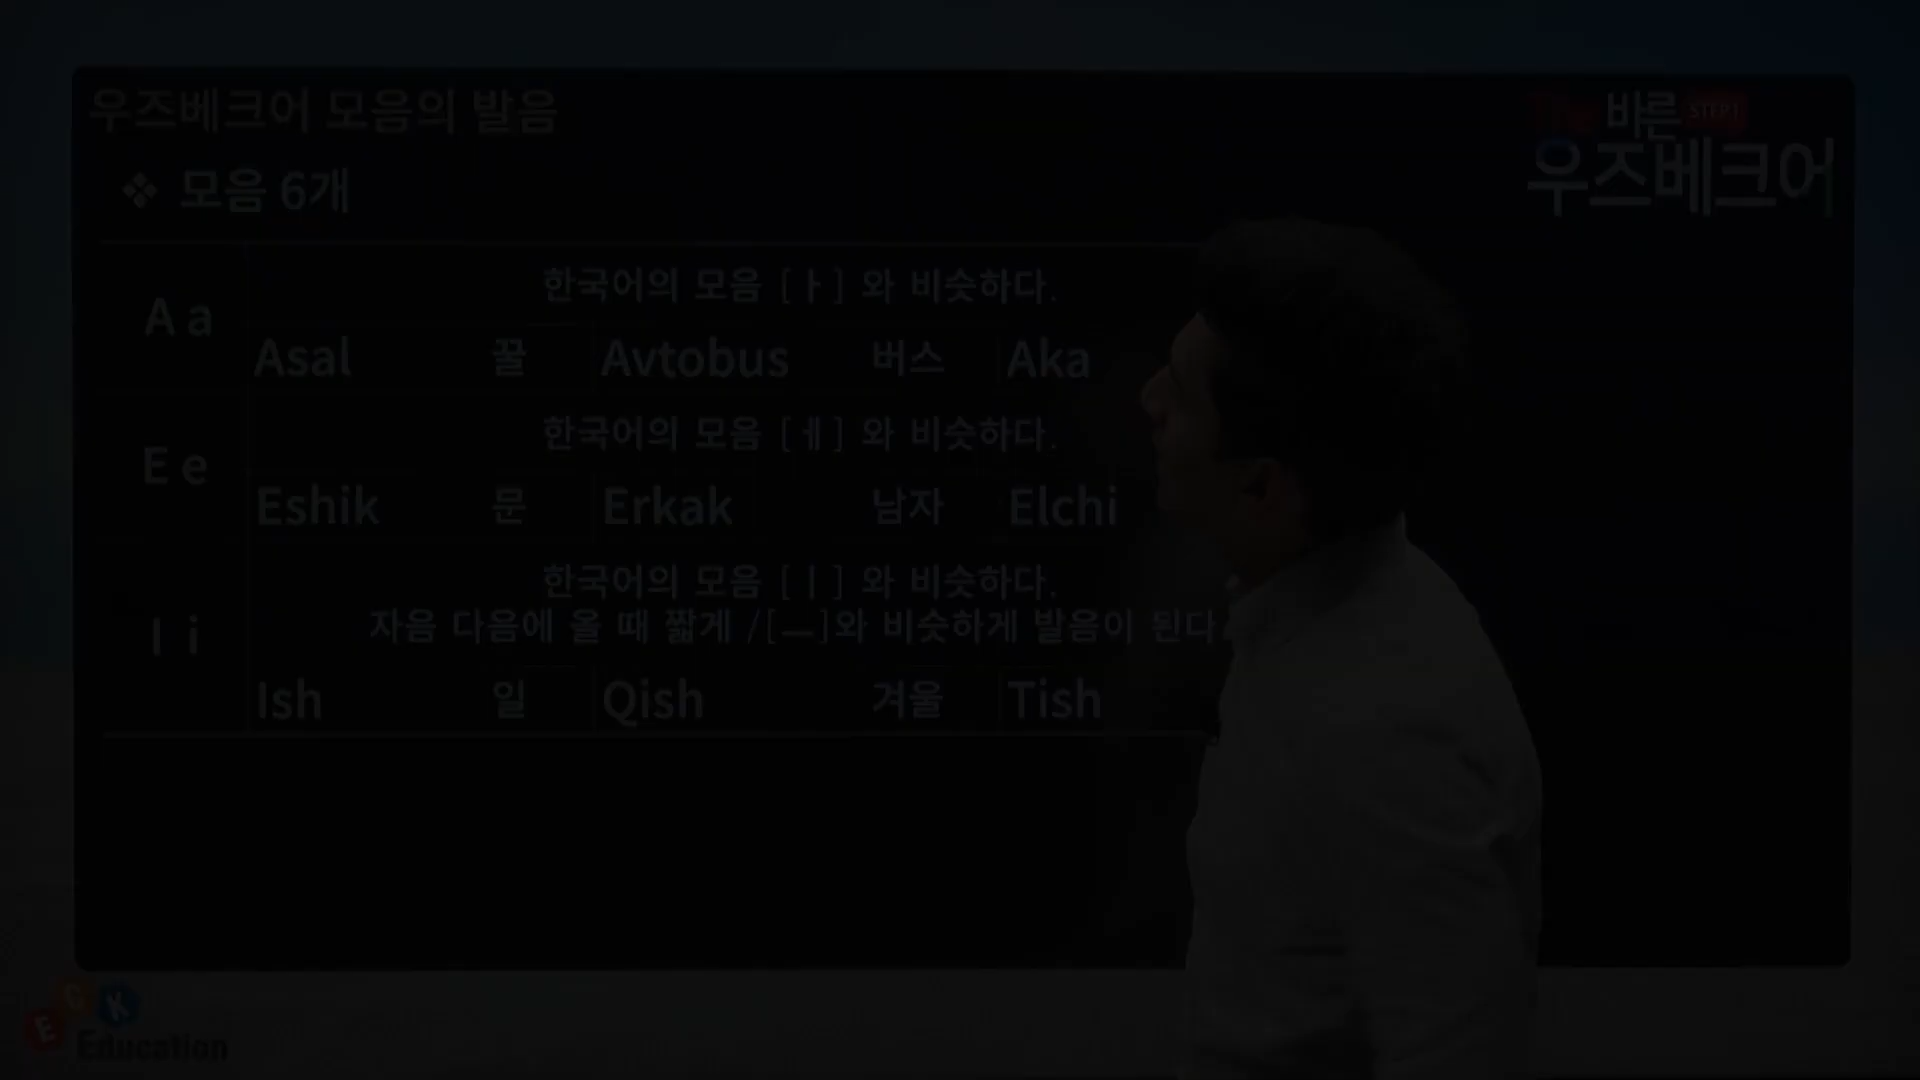 우즈베크어 모음의 발음
바른 STEP1
우즈베크어
❖ 모음 6개
A a
한국어의 모음 [ㅏ] 와 비슷하다.
Asal 꿀 Avtobus 버스 Aka
E e
한국어의 모음 [ㅔ] 와 비슷하다.
Eshik 문 Erkak 남자 Elchi
I i
한국어의 모음 [ㅣ] 와 비슷하다.
자음 다음에 올 때 짧게 /[ㅡ]와 비슷하게 발음이 된다
Ish 일 Qish 겨울 Tish
ECK
Education